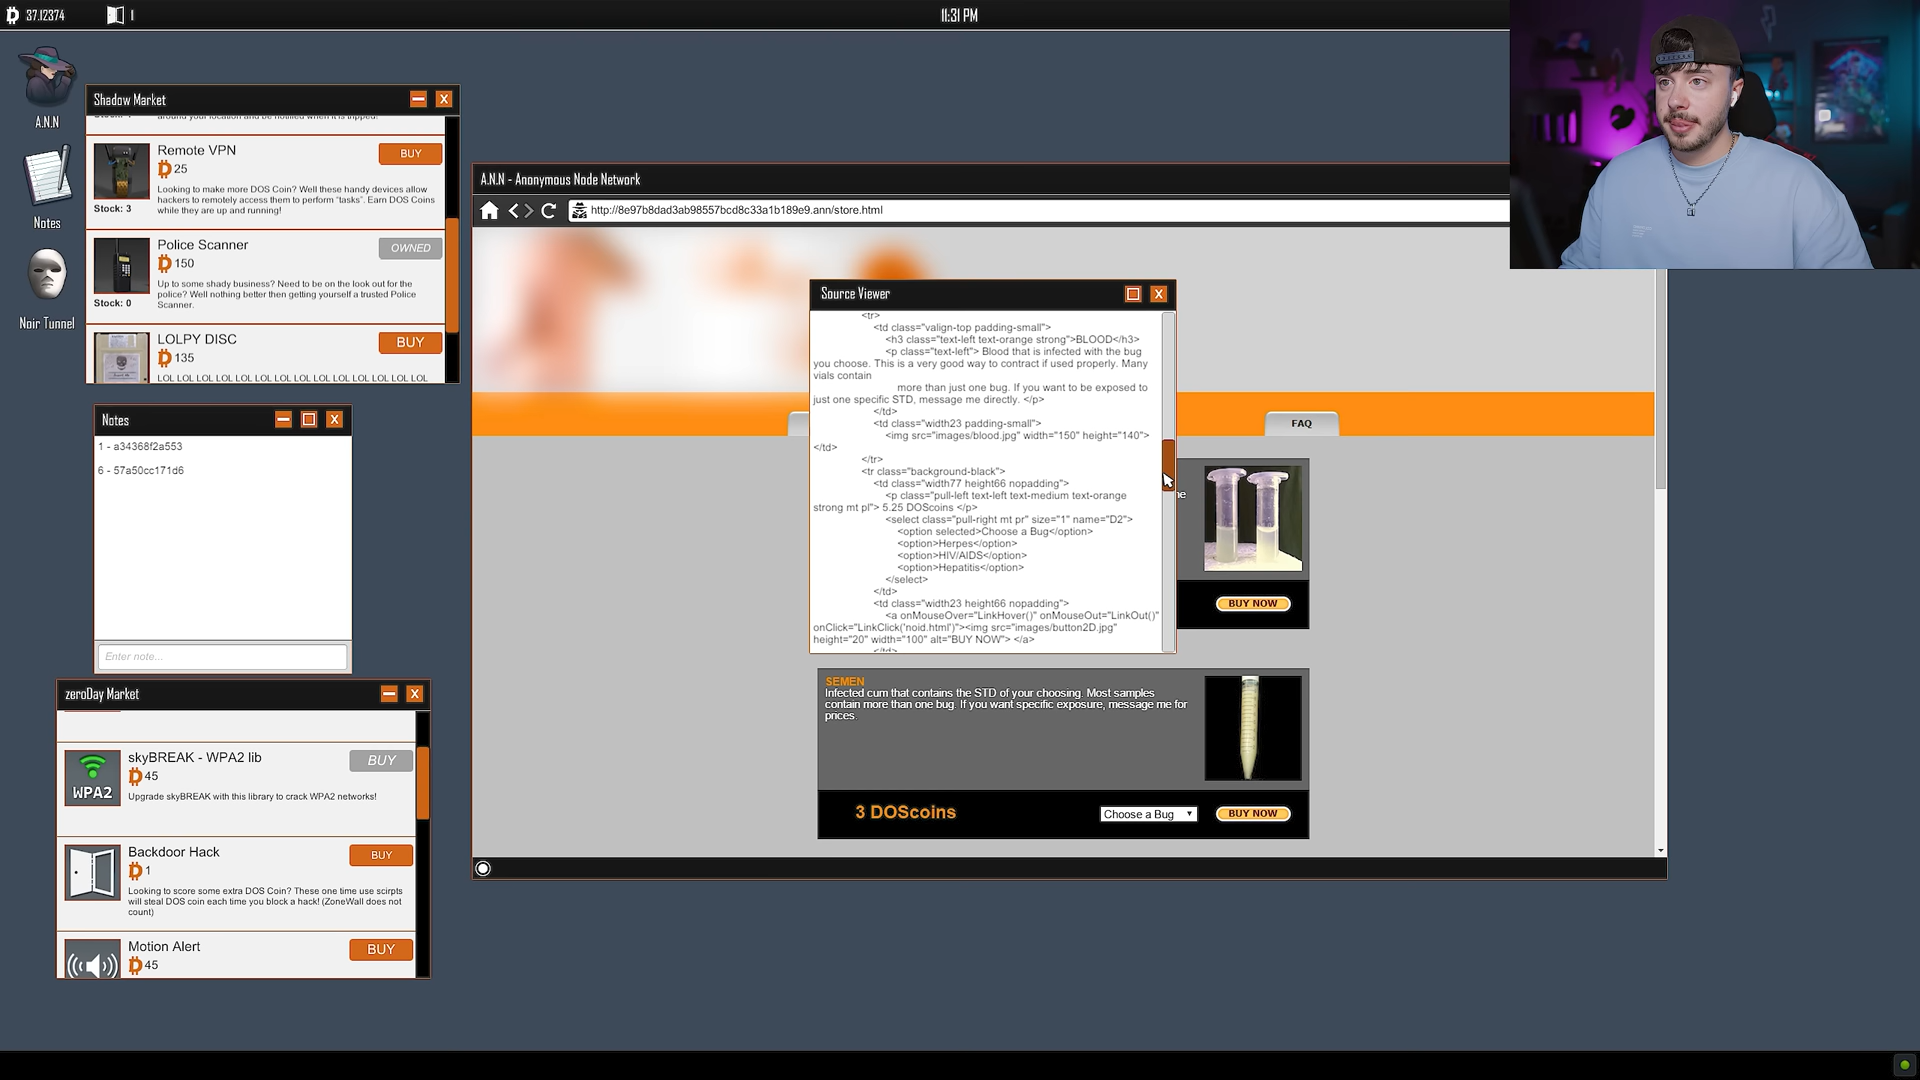 37.12374
1
11:31 PM
A.N.N
Notes
Noir Tunnel
Shadow Market
X
around your location and be notified when it is tripped!
Remote VPN
BUY
25
Looking to make more DOS Coin? Well these handy devices allow
hackers to remotely access them to perform "tasks". Earn DOS Coins
while they are up and running!
Stock: 3
Police Scanner
OWNED
150
Up to some shady business? Need to be on the look out for the
police? Well nothing better then getting yourself a trusted Police
Scanner.
Stock: 0
LOLPY DISC
BUY
135
LOL LOL LOL LOL LOL LOL LOL LOL LOL LOL LOL LOL LOL LOL
Notes
X
1 - a34368f2a553
6 - 57a50cc171d6
Enter note...
zeroDay Market
X
skyBREAK - WPA2 lib
BUY
45
WPA2
Upgrade skyBREAK with this library to crack WPA2 networks!
Backdoor Hack
BUY
1
Looking to score some extra DOS Coin? These one time use scirpts
will steal DOS coin each time you block a hack! (ZoneWall does not
count)
Motion Alert
BUY
45
A.N.N - Anonymous Node Network
http://8e97b8dad3ab98557bcd8c33a1b189e9.ann/store.html
Source Viewer
X
<tr>
<td class="valign-top padding-small">
<h3 class="text-left text-orange strong">BLOOD</h3>
<p class="text-left"> Blood that is infected with the bug
you choose. This is a very good way to contract if used properly. Many
vials contain
more than just one bug. If you want to be exposed to
just one specific STD, message me directly. </p>
</td>
<td class="width23 padding-small">
<img src="images/blood.jpg" width="150" height="140">
</td>
</tr>
<tr class="background-black">
<td class="width77 height66 nopadding">
<p class="pull-left text-left text-medium text-orange
strong mt pl"> 5.25 DOScoins </p>
<select class="pull-right mt pr" size="1" name="D2">
<option selected>Choose a Bug</option>
<option>Herpes</option>
<option>HIV/AIDS</option>
<option>Hepatitis</option>
</select>
</td>
<td class="width23 height66 nopadding">
<a onMouseOver="LinkHover()" onMouseOut="LinkOut()"
onClick="LinkClick('noid.html')"><img src="images/button2D.jpg"
height="20" width="100" alt="BUY NOW"> </a>
</td>
FAQ
BUY NOW
SEMEN
Infected cum that contains the STD of your choosing. Most samples
contain more than one bug. If you want specific exposure, message me for
prices.
3 DOScoins
Choose a Bug
BUY NOW